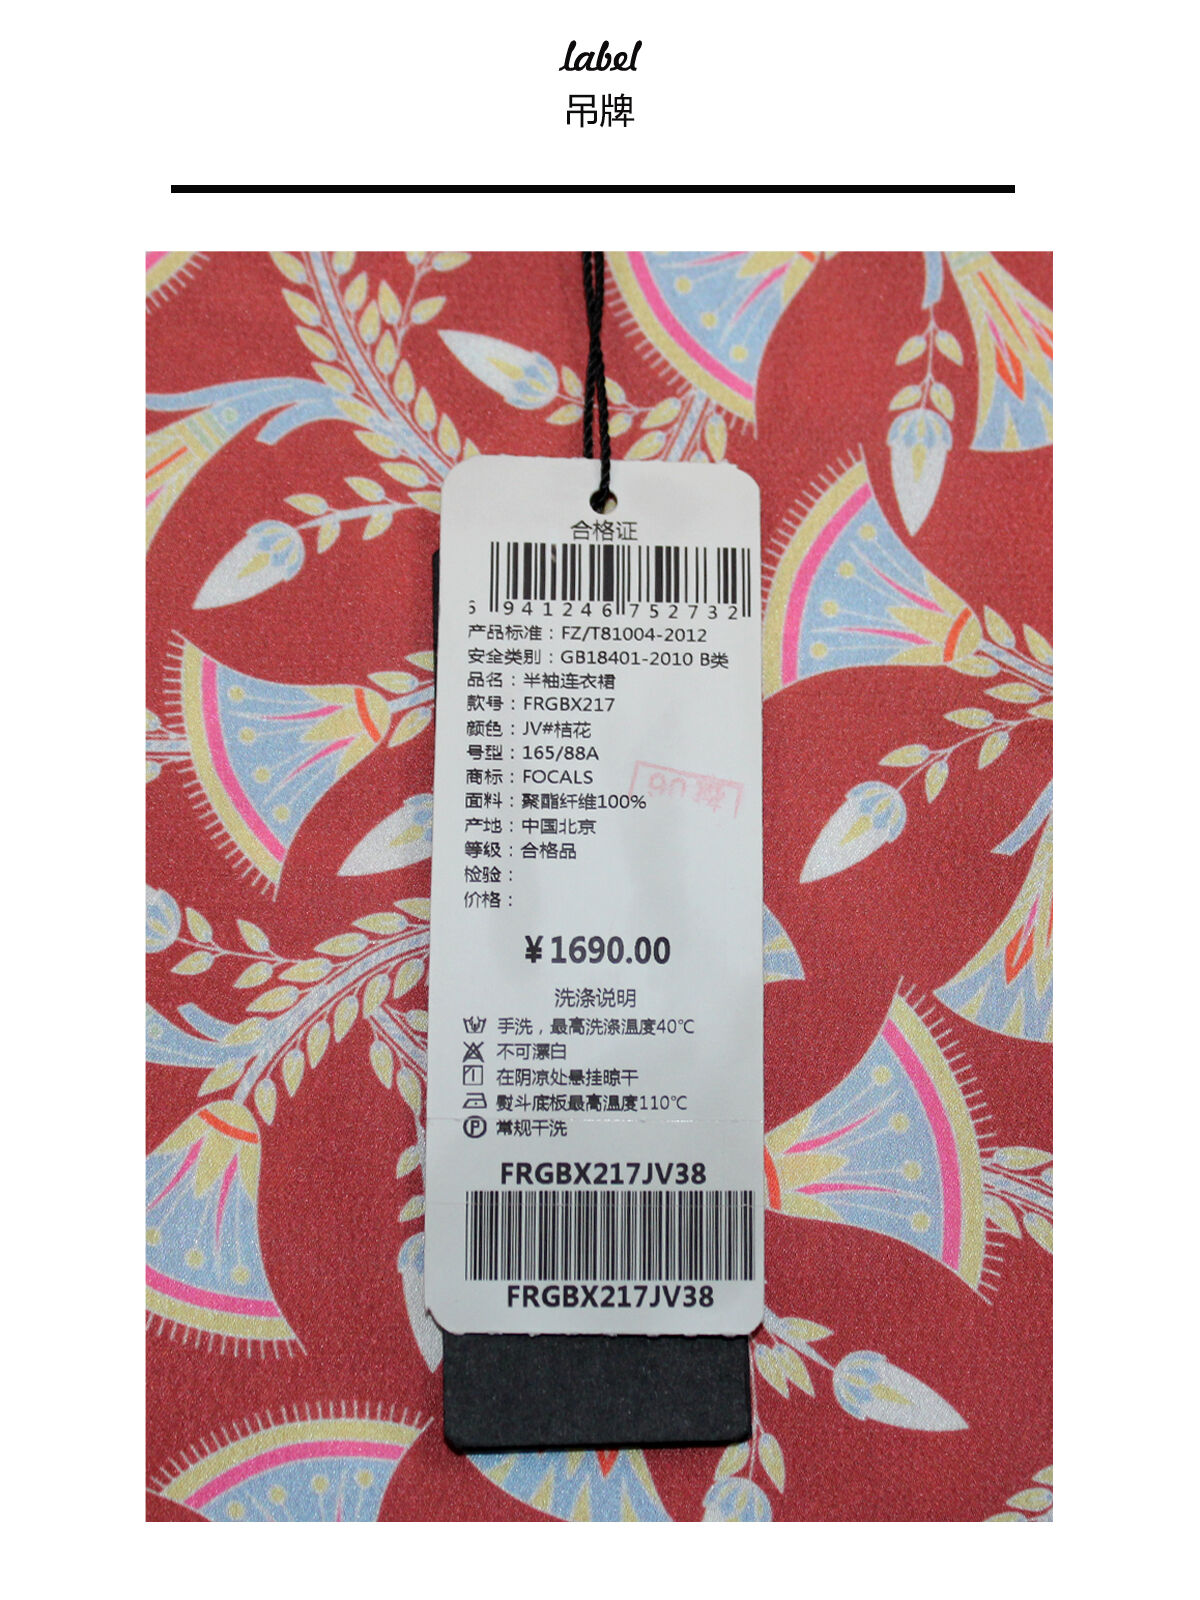 label
吊牌
合格证
6 941246 752732
产品标准：FZ/T81004-2012
安全类别：GB18401-2010 B类
品名：半袖连衣裙
款号：FRGBX217
颜色：JV#桔花
号型：165/88A
商标：FOCALS
面料：聚酯纤维100%
产地：中国北京
等级：合格品
检验：
价格：
¥1690.00
洗涤说明
手洗，最高洗涤温度40℃
不可漂白
在阴凉处悬挂晾干
熨斗底板最高温度110℃
P 常规干洗
FRGBX217JV38
FRGBX217JV38